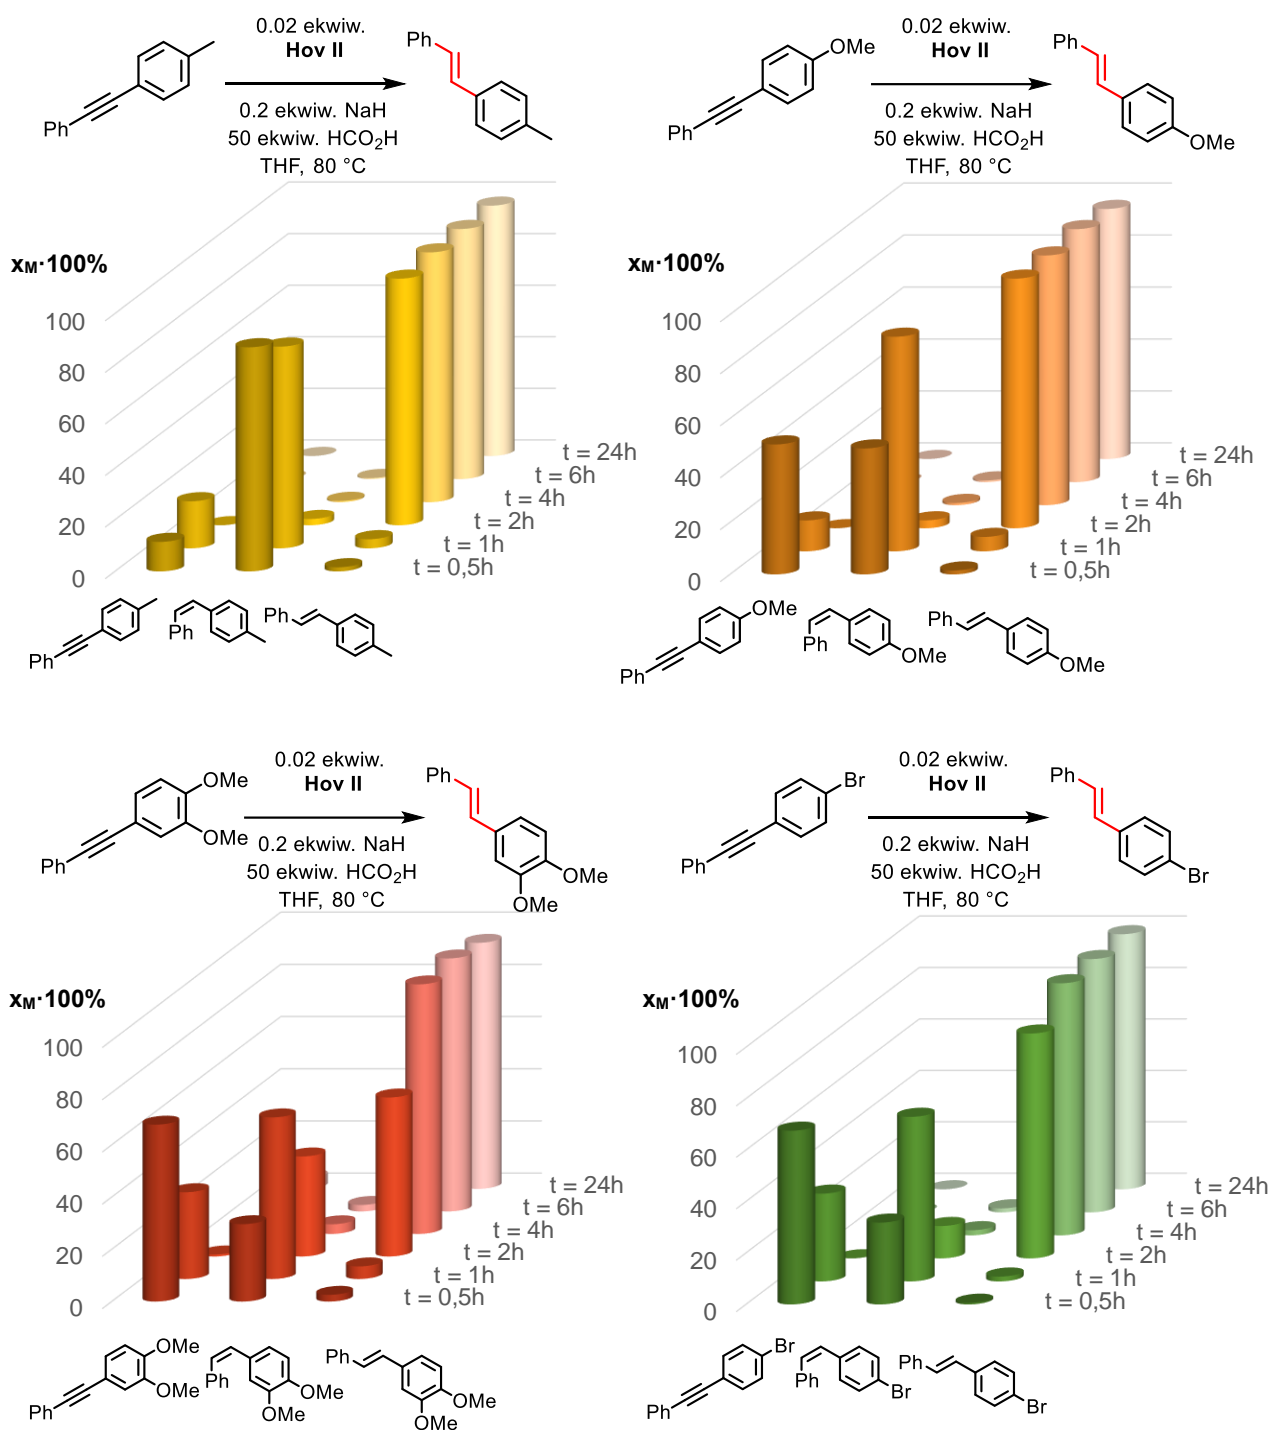 0.02 ekwiw.
Hov II
Ph
Ph
0.2 ekwiw. NaH
50 ekwiw. HCO₂H
THF, 80 °C
xM·100%
100
80
60
40
20
0
t = 24h
t = 6h
t = 4h
t = 2h
t = 1h
t = 0,5h
Ph
Ph
Ph
0.02 ekwiw.
Hov II
OMe
Ph
Ph
OMe
0.2 ekwiw. NaH
50 ekwiw. HCO₂H
THF, 80 °C
xM·100%
100
80
60
40
20
0
t = 24h
t = 6h
t = 4h
t = 2h
t = 1h
t = 0,5h
OMe
Ph
Ph
OMe
Ph
OMe
0.02 ekwiw.
Hov II
OMe
OMe
Ph
Ph
OMe
OMe
0.2 ekwiw. NaH
50 ekwiw. HCO₂H
THF, 80 °C
xM·100%
100
80
60
40
20
0
t = 24h
t = 6h
t = 4h
t = 2h
t = 1h
t = 0,5h
OMe
OMe
Ph
Ph
OMe
OMe
Ph
OMe
OMe
0.02 ekwiw.
Hov II
Br
Ph
Ph
Br
0.2 ekwiw. NaH
50 ekwiw. HCO₂H
THF, 80 °C
xM·100%
100
80
60
40
20
0
t = 24h
t = 6h
t = 4h
t = 2h
t = 1h
t = 0,5h
Br
Ph
Ph
Br
Ph
Br